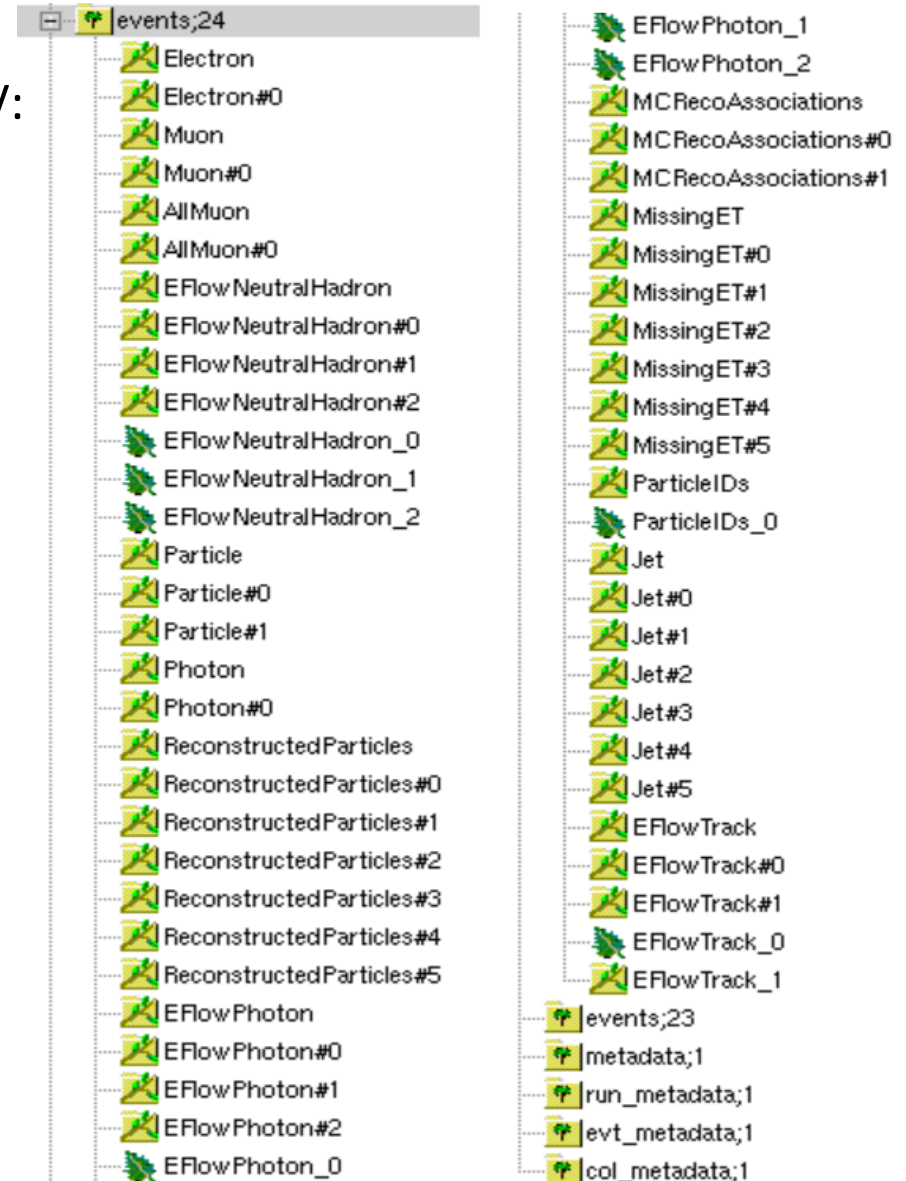 events;24
Electron
Electron#0
Muon
Muon#0
AllMuon
AllMuon#0
EFlowNeutralHadron
EFlowNeutralHadron#0
EFlowNeutralHadron#1
EFlowNeutralHadron#2
EFlowNeutralHadron_0
EFlowNeutralHadron_1
EFlowNeutralHadron_2
Particle
Particle#0
Particle#1
Photon
Photon#0
ReconstructedParticles
ReconstructedParticles#0
ReconstructedParticles#1
ReconstructedParticles#2
ReconstructedParticles#3
ReconstructedParticles#4
ReconstructedParticles#5
EFlowPhoton
EFlowPhoton#0
EFlowPhoton#1
EFlowPhoton#2
EFlowPhoton_0
EFlowPhoton_1
EFlowPhoton_2
MCRecoAssociations
MCRecoAssociations#0
MCRecoAssociations#1
MissingET
MissingET#0
MissingET#1
MissingET#2
MissingET#3
MissingET#4
MissingET#5
ParticleIDs
ParticleIDs_0
Jet
Jet#0
Jet#1
Jet#2
Jet#3
Jet#4
Jet#5
EFlowTrack
EFlowTrack#0
EFlowTrack#1
EFlowTrack_0
EFlowTrack_1
events;23
metadata;1
run_metadata;1
evt_metadata;1
col_metadata;1